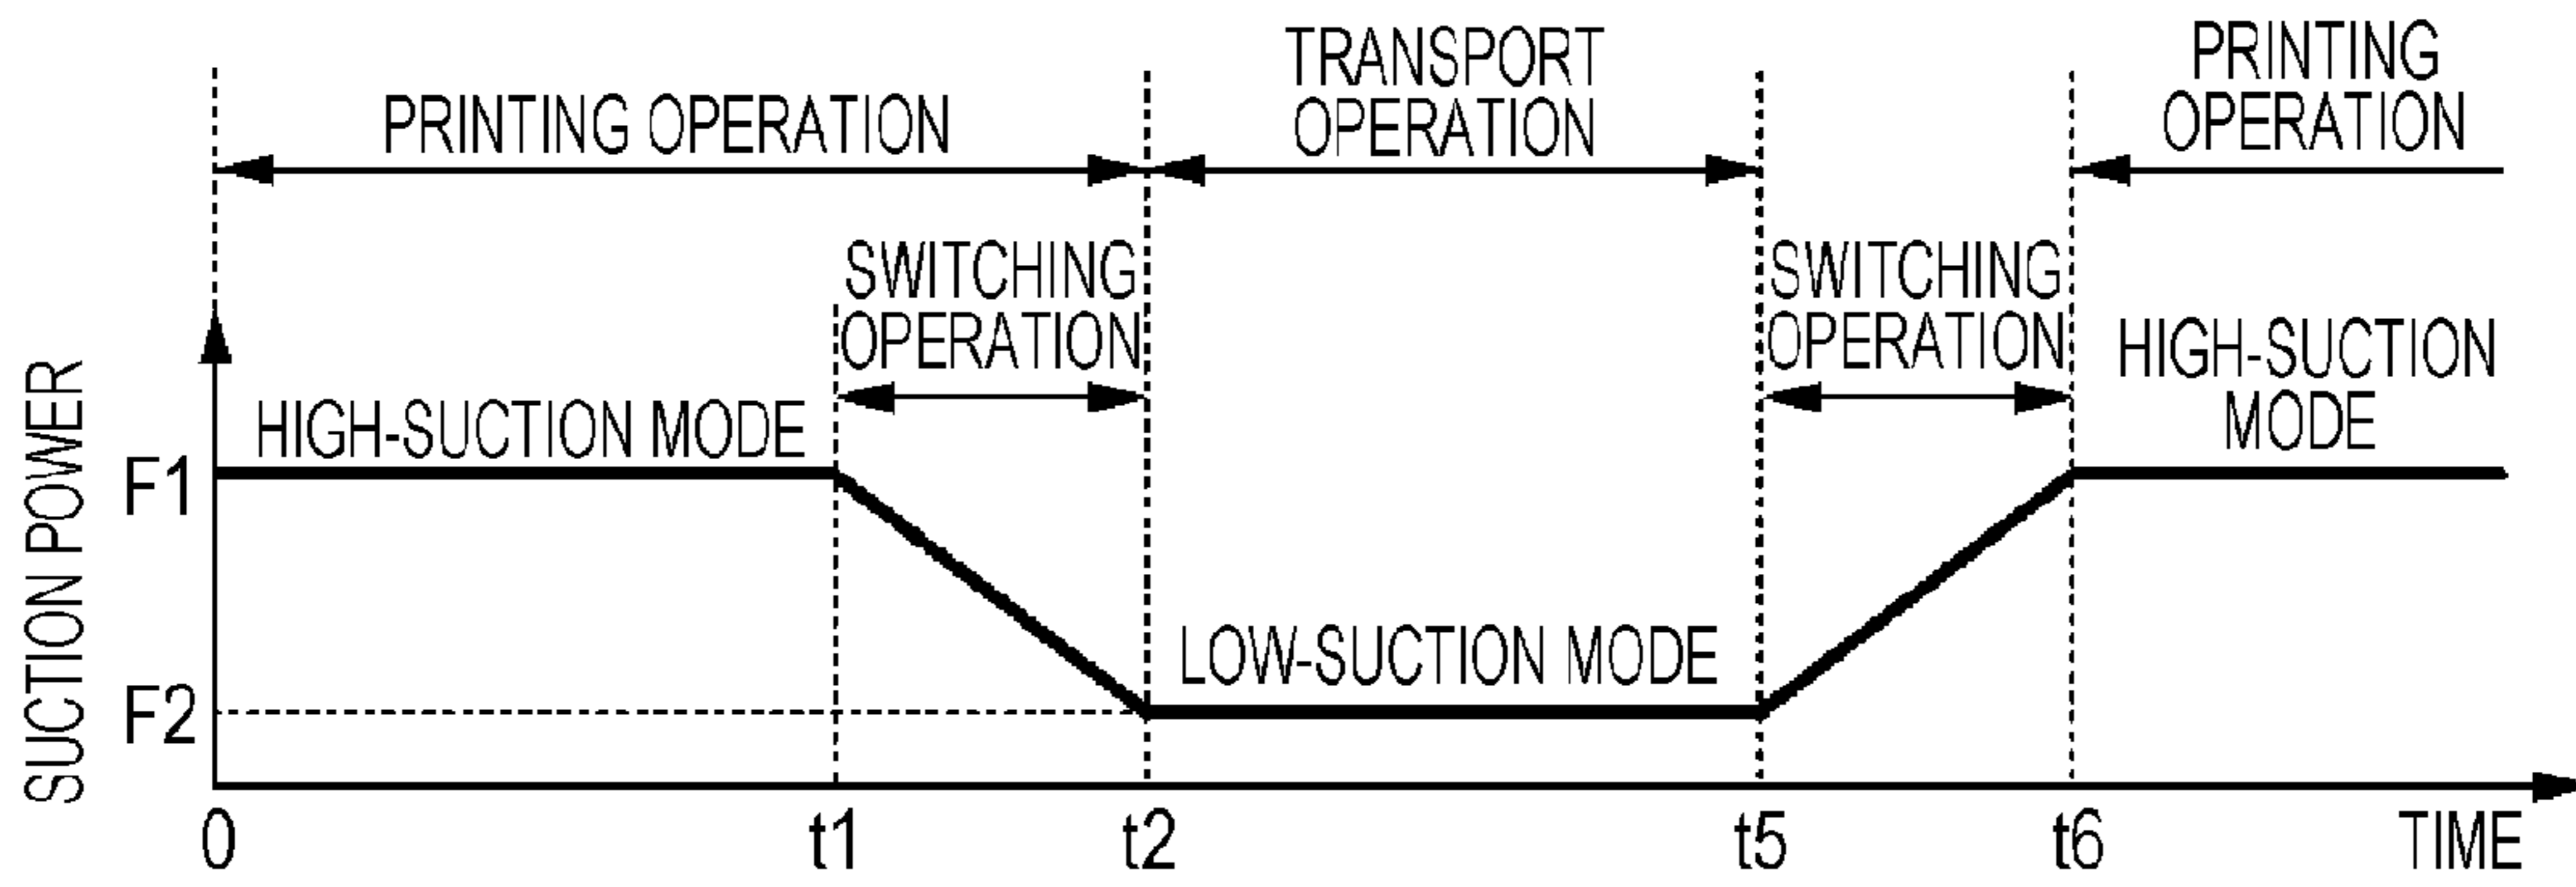 PRINTING OPERATION
TRANSPORT
OPERATION
PRINTING
OPERATION
SWITCHING
OPERATION
SWITCHING
OPERATION
HIGH-SUCTION MODE
HIGH-SUCTION
MODE
LOW-SUCTION MODE
SUCTION POWER
F1
F2
0
t1
t2
t5
t6
TIME